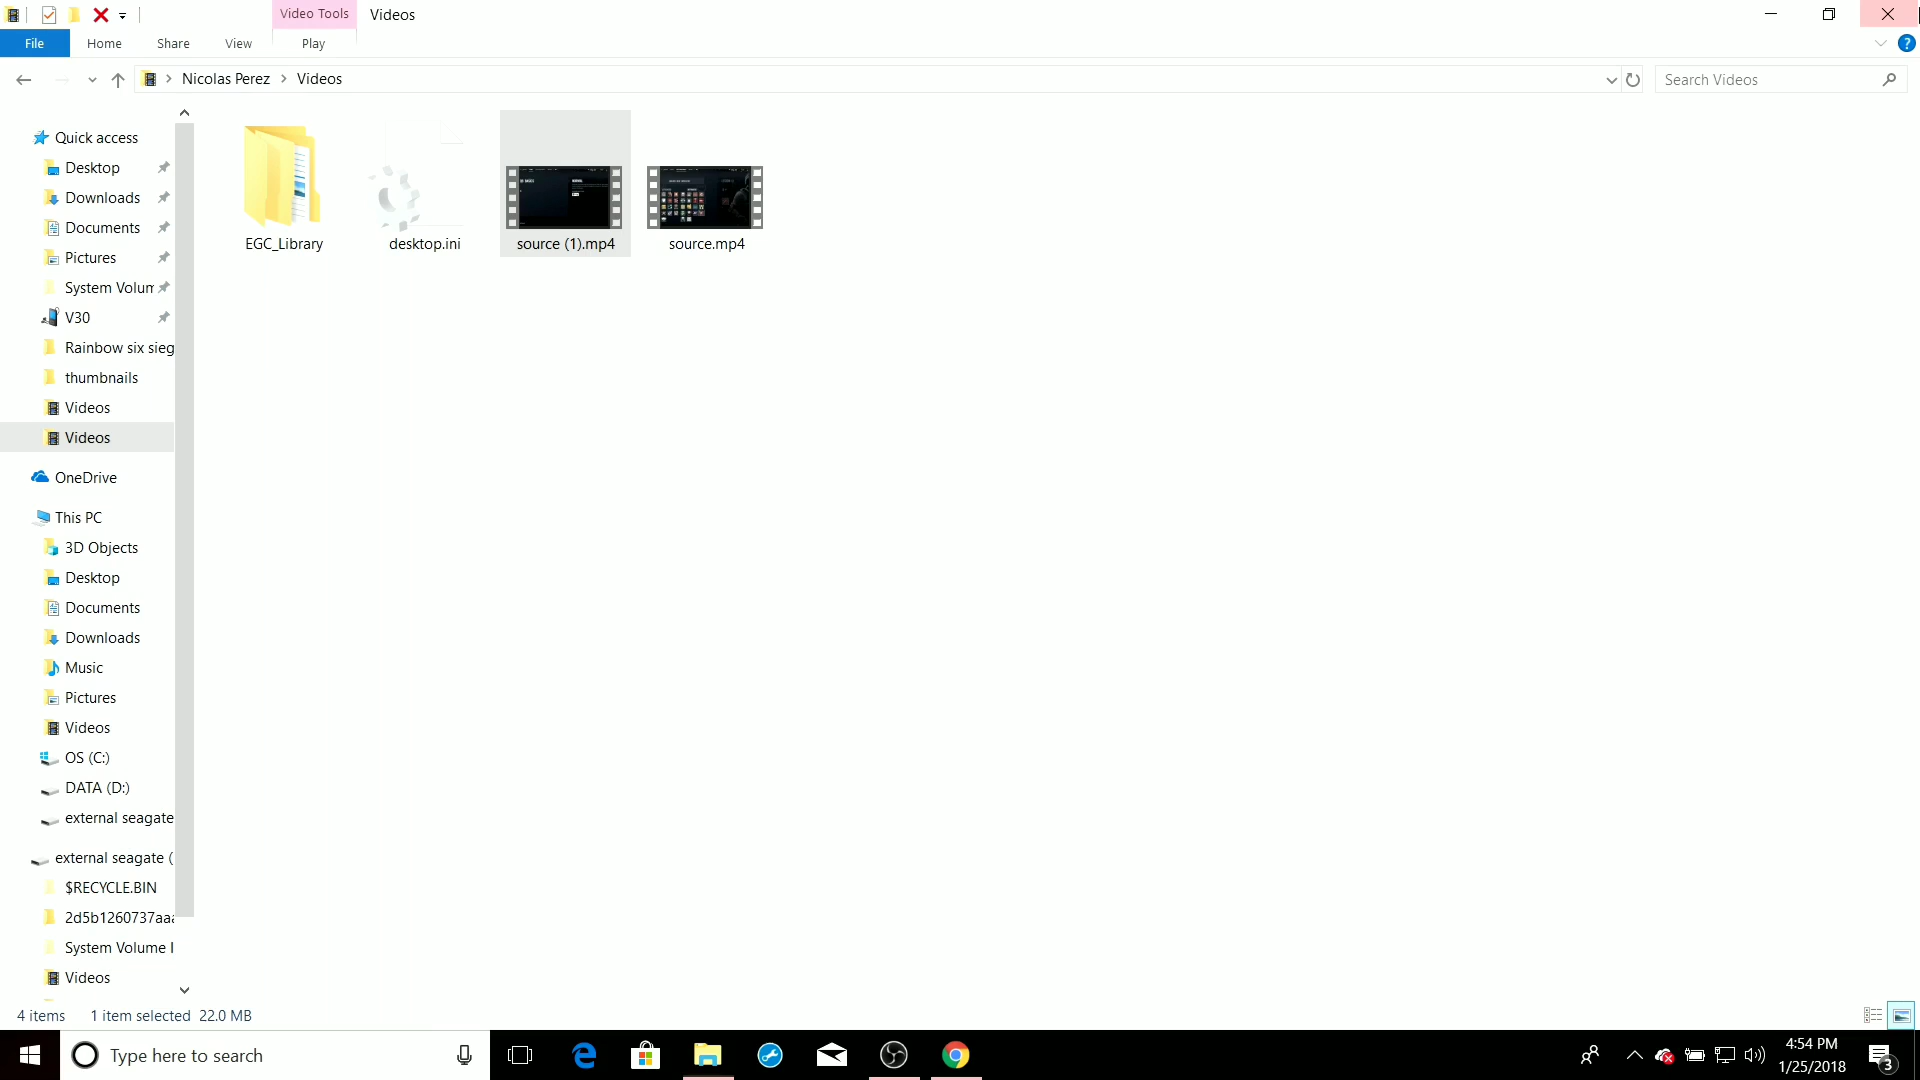 Video Tools
Videos
File
Home
Share
View
Play
Nicolas Perez
Videos
Search Videos
Quick access
Desktop
Downloads
Documents
Pictures
System Volum
V30
Rainbow six sieg
thumbnails
Videos
Videos
OneDrive
This PC
3D Objects
Desktop
Documents
Downloads
Music
Pictures
Videos
OS (C:)
DATA (D:)
external seagate
external seagate (
$RECYCLE.BIN
2d5b1260737aaa
System Volume I
Videos
EGC_Library
desktop.ini
source (1).mp4
source.mp4
4 items
1 item selected 22.0 MB
Type here to search
4:54 PM
1/25/2018
3